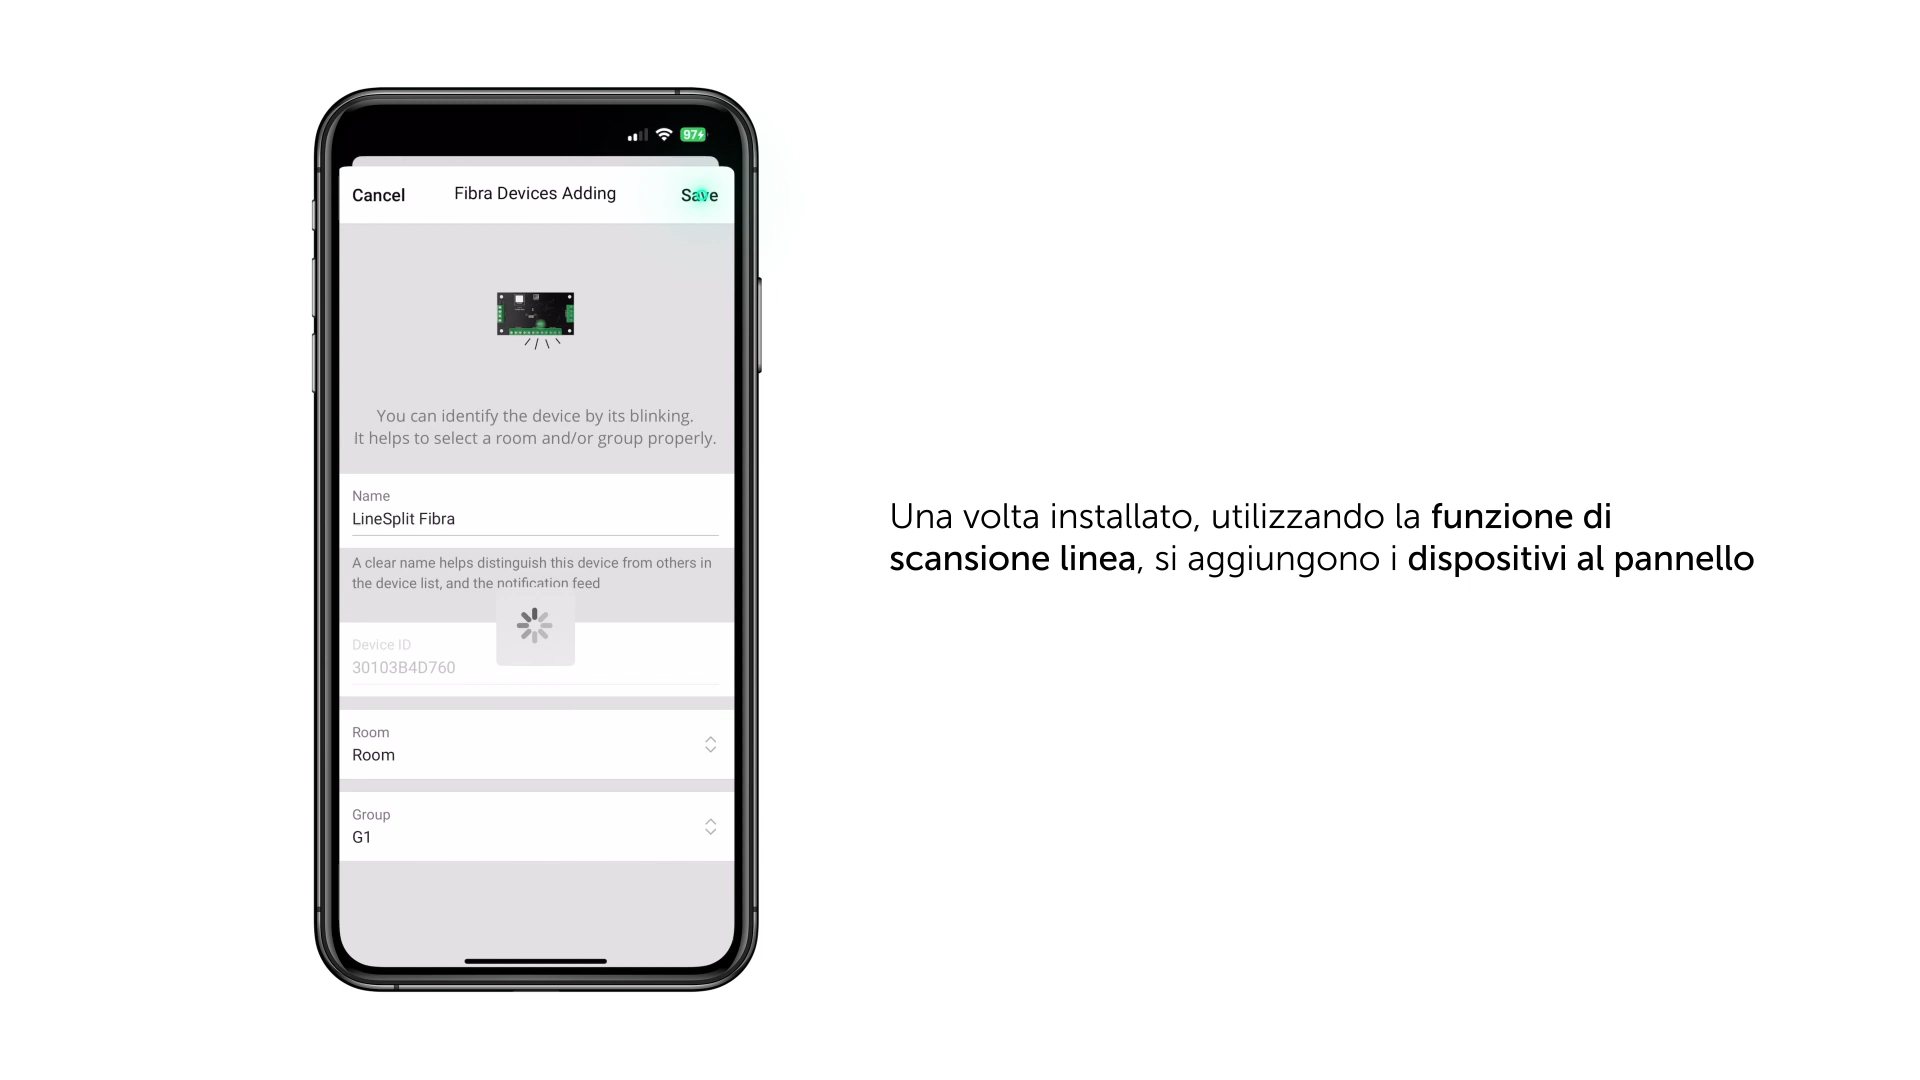 97
Cancel
Fibra Devices Adding
Save
You can identify the device by its blinking.
It helps to select a room and/or group properly.
Name
LineSplit Fibra
A clear name helps distinguish this device from others in
the device list, and the notification feed
Device ID
30103B4D760
Room
Room
Group
G1
Una volta installato, utilizzando la funzione di
scansione linea, si aggiungono i dispositivi al pannello